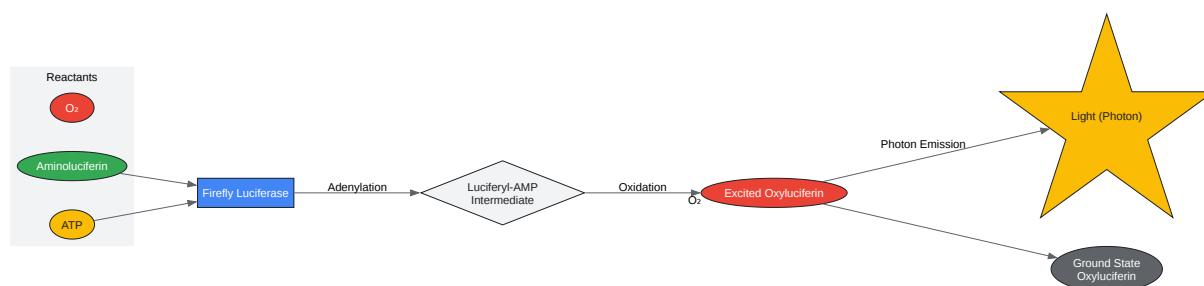 Reactants
O₂
Aminoluciferin
ATP
Firefly Luciferase
Adenylation
Luciferyl-AMP
Intermediate
Oxidation
O₂
Excited Oxyluciferin
Photon Emission
Light (Photon)
Ground State
Oxyluciferin